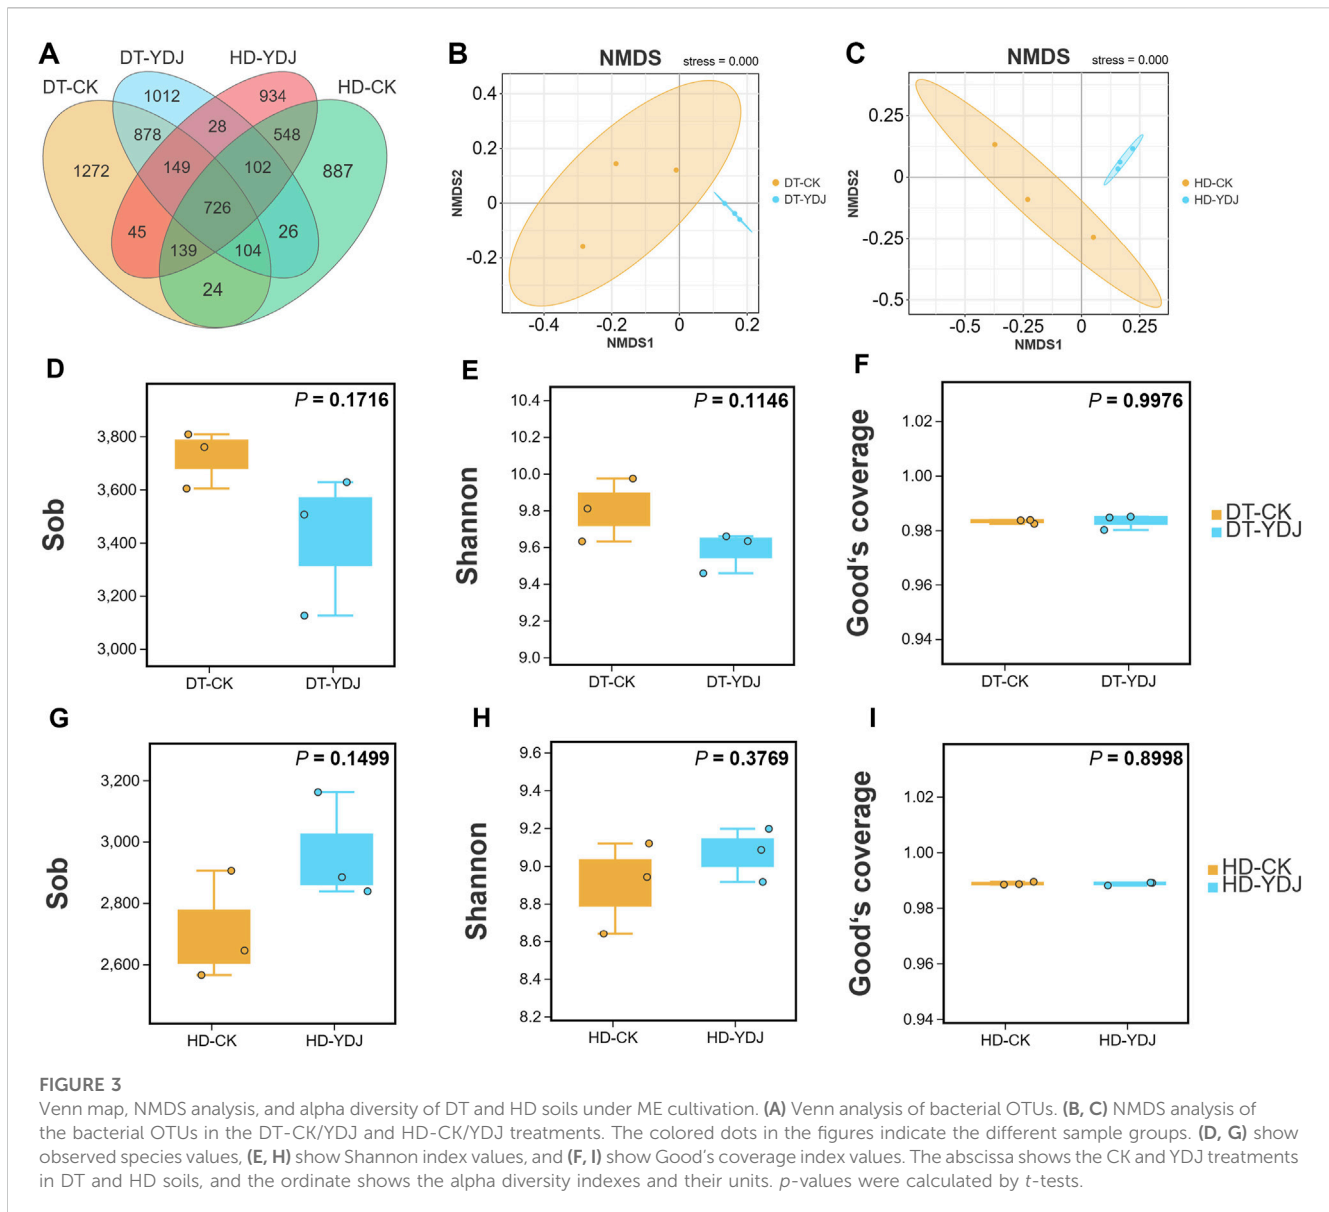 A
DT-CK
DT-YDJ
HD-YDJ
HD-CK
1012
934
878
28
548
1272
149
102
887
726
45
139
104
26
24
B
NMDS
stress = 0.000
NMDS2
0.4
0.2
0
-0.2
-0.4
-0.2
0
0.2
NMDS1
DT-CK
DT-YDJ
C
NMDS
stress = 0.000
NMDS2
0.25
0
-0.25
-0.5
-0.5
-0.25
0
0.25
NMDS1
HD-CK
HD-YDJ
D
P = 0.1716
Sob
3,800
3,600
3,400
3,200
3,000
DT-CK
DT-YDJ
E
P = 0.1146
Shannon
10.4
10.2
10.0
9.8
9.6
9.4
9.2
9.0
DT-CK
DT-YDJ
F
P = 0.9976
Good‘s coverage
1.02
1.00
0.98
0.96
0.94
DT-CK
DT-YDJ
DT-CK
DT-YDJ
G
P = 0.1499
Sob
3,200
3,000
2,800
2,600
HD-CK
HD-YDJ
H
P = 0.3769
Shannon
9.6
9.4
9.2
9.0
8.8
8.6
8.4
8.2
HD-CK
HD-YDJ
I
P = 0.8998
Good‘s coverage
1.02
1.00
0.98
0.96
0.94
HD-CK
HD-YDJ
HD-CK
HD-YDJ
FIGURE 3
Venn map, NMDS analysis, and alpha diversity of DT and HD soils under ME cultivation. (A) Venn analysis of bacterial OTUs. (B, C) NMDS analysis of
the bacterial OTUs in the DT-CK/YDJ and HD-CK/YDJ treatments. The colored dots in the figures indicate the different sample groups. (D, G) show
observed species values, (E, H) show Shannon index values, and (F, I) show Good's coverage index values. The abscissa shows the CK and YDJ treatments
in DT and HD soils, and the ordinate shows the alpha diversity indexes and their units. p-values were calculated by t-tests.